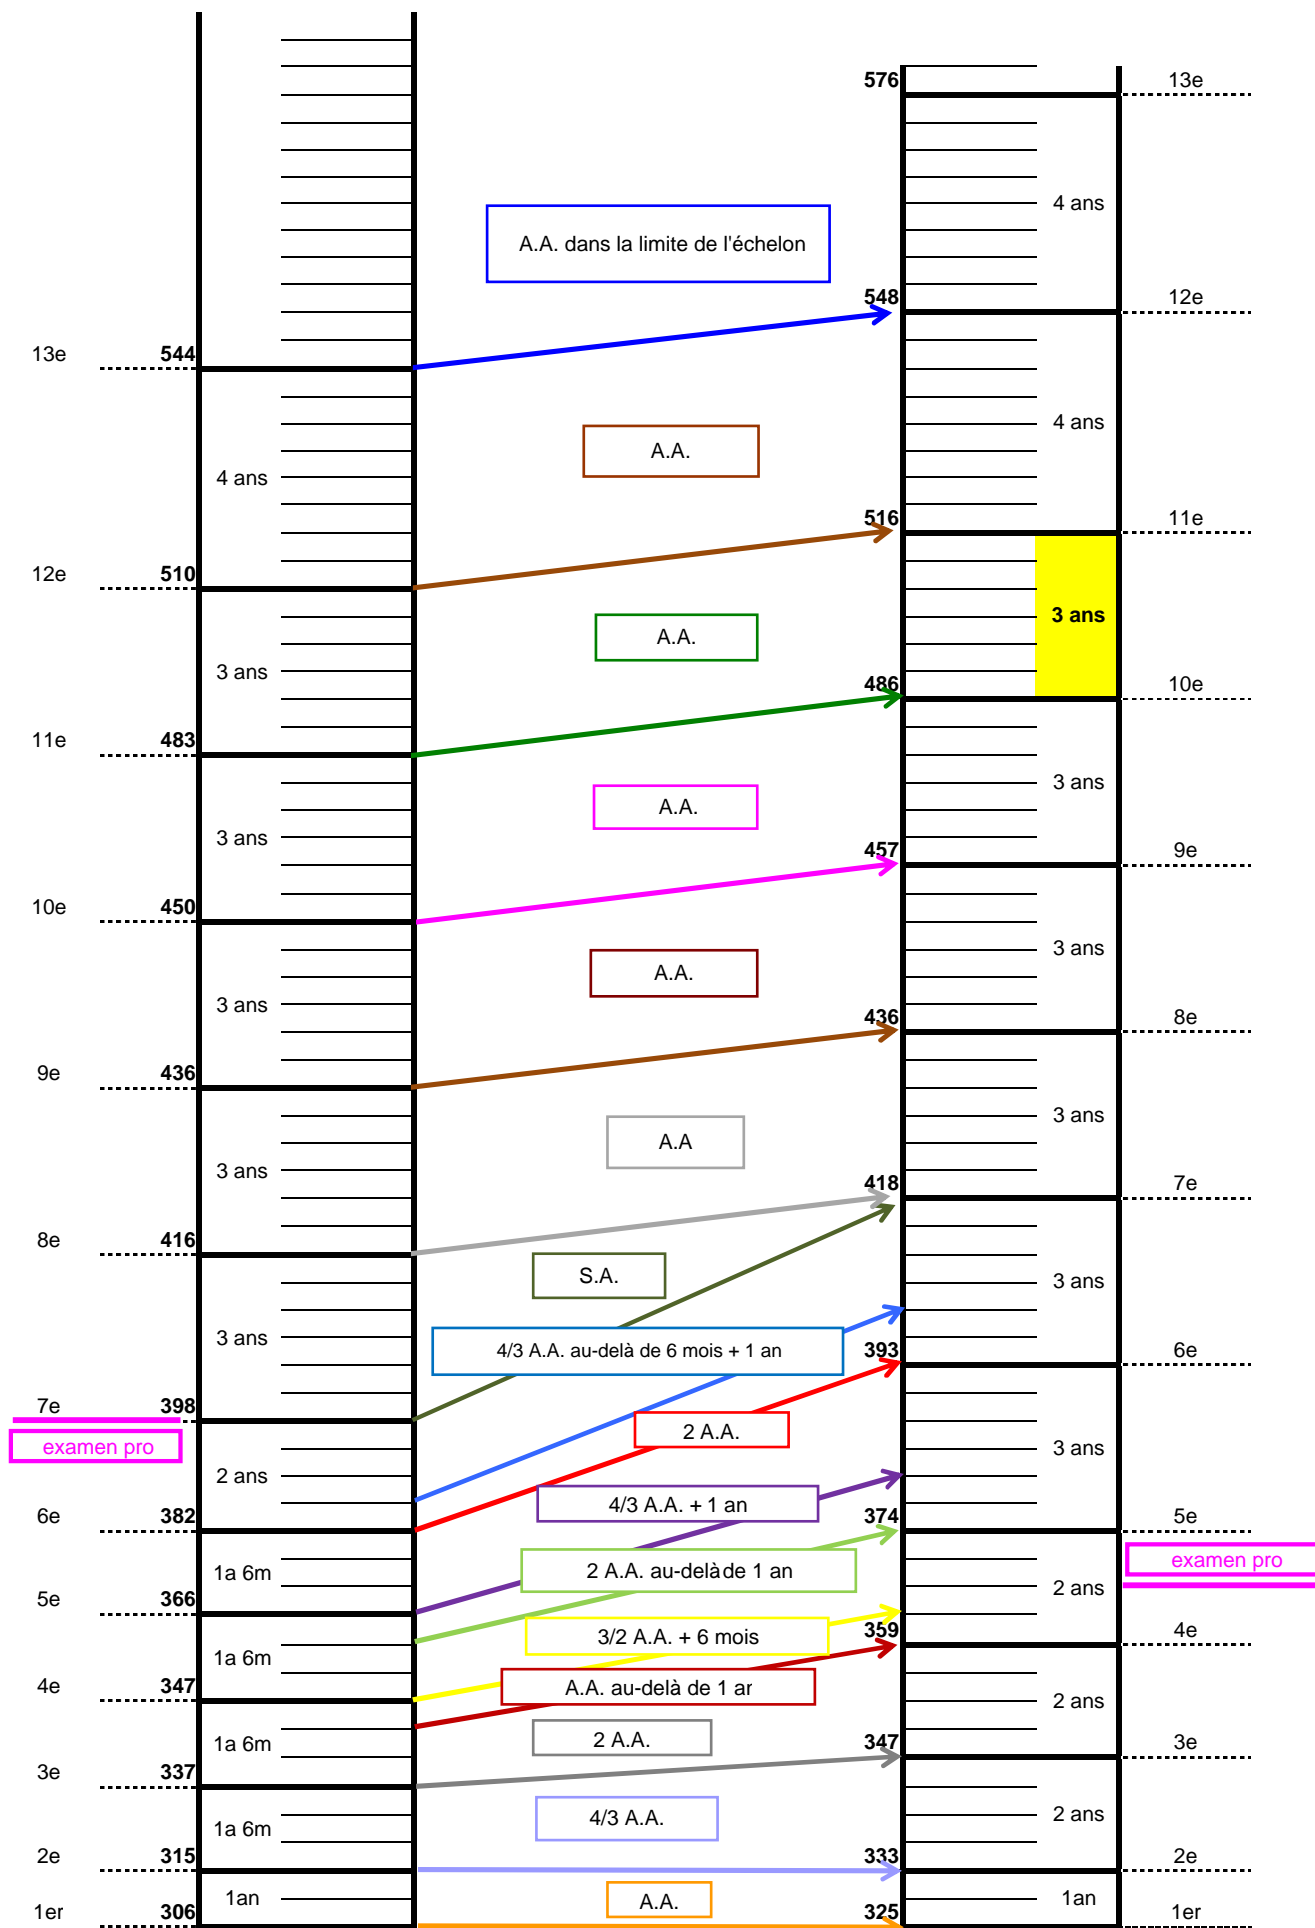 576 13e
4 ans
A.A. dans la limite de l'échelon
548 12e
13e 544
4 ans
A.A.
4 ans
516 11e
12e 510
3 ans
A.A.
3 ans
486 10e
11e 483
3 ans
A.A.
3 ans
457 9e
10e 450
3 ans
A.A.
3 ans
436 8e
9e 436
3 ans
A.A
3 ans
418 7e
8e 416
S.A.
3 ans
3 ans
4/3 A.A. au-delà de 6 mois + 1 an
393 6e
7e 398
2 A.A.
examen pro
3 ans
2 ans
4/3 A.A. + 1 an
6e 382
374 5e
examen pro
1a 6m
2 A.A. au-delà de 1 an
2 ans
5e 366
3/2 A.A. + 6 mois
359 4e
1a 6m
4e 347
A.A. au-delà de 1 ar
2 ans
1a 6m
2 A.A.
347 3e
3e 337
4/3 A.A.
2 ans
1a 6m
2e 315
333 2e
1an
A.A.
1an
1er 306
325 1er